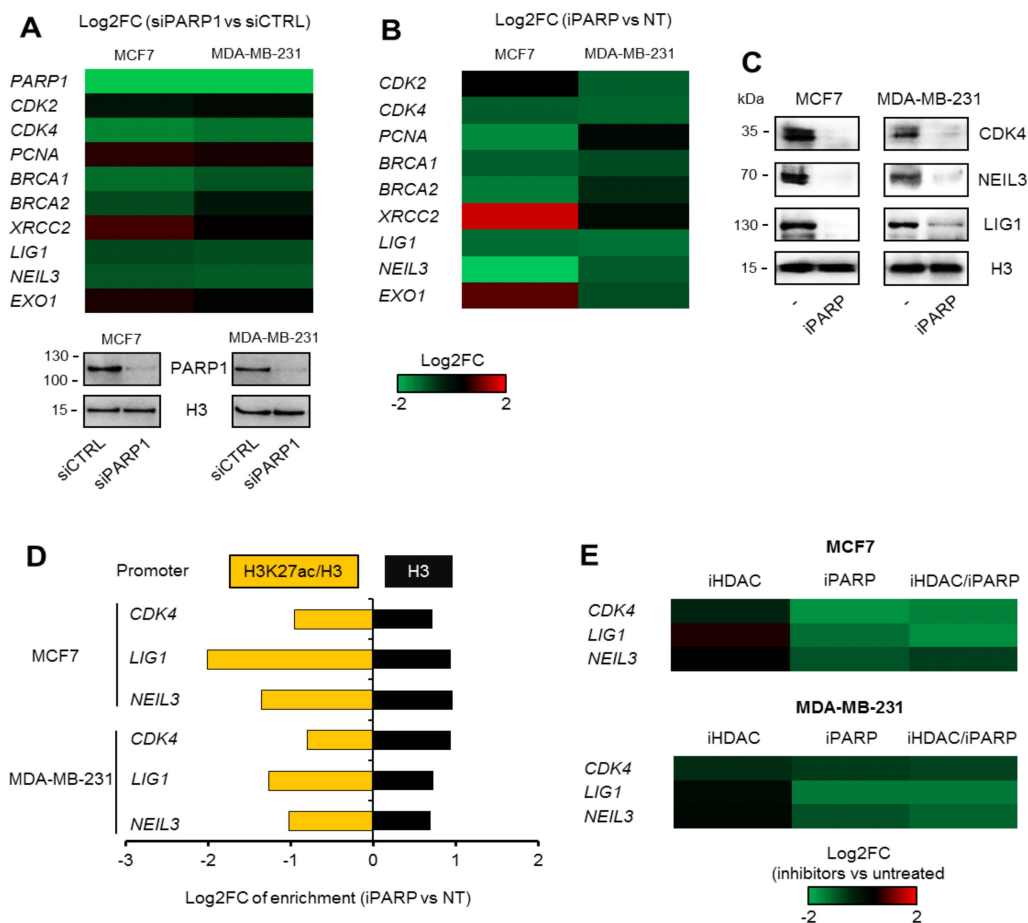 A
Log2FC (siPARP1 vs siCTRL)
MCF7 MDA-MB-231
PARP1
CDK2
CDK4
PCNA
BRCA1
BRCA2
XRCC2
LIG1
NEIL3
EXO1
MCF7 MDA-MB-231
130 -
100 -
PARP1
15 -
H3
siCTRL
siPARP1
siCTRL
siPARP1
B
Log2FC (iPARP vs NT)
MCF7 MDA-MB-231
CDK2
CDK4
PCNA
BRCA1
BRCA2
XRCC2
LIG1
NEIL3
EXO1
Log2FC
-2 2
C
kDa MCF7 MDA-MB-231
35 - CDK4
70 - NEIL3
130 - LIG1
15 - H3
- iPARP - iPARP
D
Promoter H3K27ac/H3 H3
MCF7
CDK4
LIG1
NEIL3
MDA-MB-231
CDK4
LIG1
NEIL3
-3 -2 -1 0 1 2
Log2FC of enrichment (iPARP vs NT)
E
MCF7
iHDAC iPARP iHDAC/iPARP
CDK4
LIG1
NEIL3
MDA-MB-231
iHDAC iPARP iHDAC/iPARP
CDK4
LIG1
NEIL3
Log2FC
(inhibitors vs untreated
-2 2